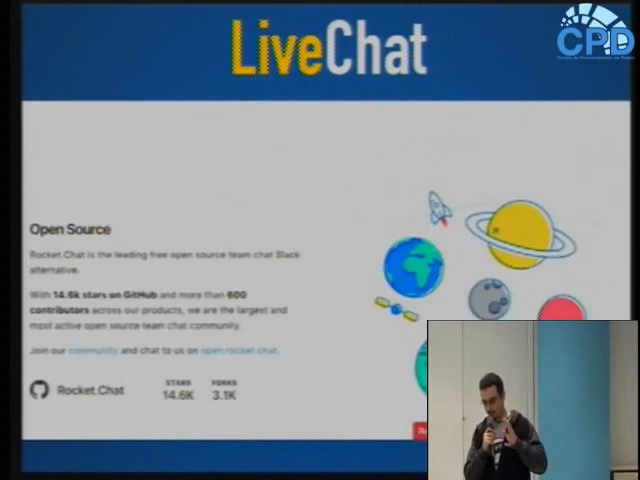 LiveChat
CPD
Open Source
Rocket.Chat is the leading free open source team chat Slack
alternative.
With 14.6k stars on GitHub and more than 600
contributors across our products, we are the largest and
most active open source team chat community.
Join our community and chat to us on open.rocket.chat.
Rocket.Chat
STARS
14.6K
FORKS
3.1K